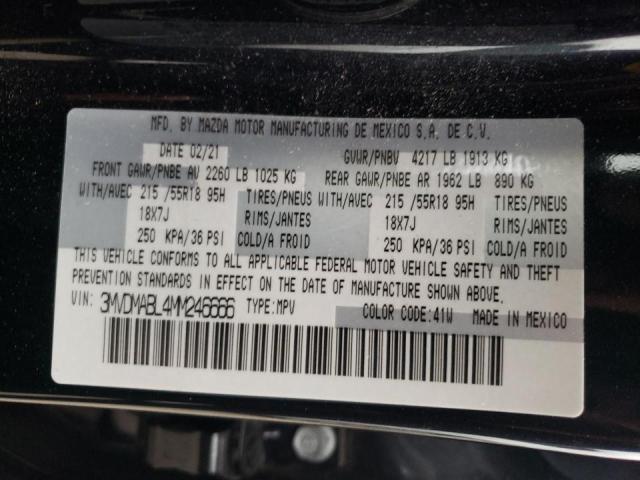 MFD. BY MAZDA MOTOR MANUFACTURING DE MEXICO S.A. DE C.V.
DATE 02/21 GVWR/PNBV 4217 LB 1913 KG
FRONT GAWR/PNBE AV 2260 LB 1025 KG REAR GAWR/PNBE AR 1962 LB 890 KG
WITH/AVEC 215 /55R18 95H TIRES/PNEUS WITH/AVEC 215 /55R18 95H TIRES/PNEUS
18X7J RIMS/JANTES 18X7J RIMS/JANTES
250 KPA/36 PSI COLD/A FROID 250 KPA/36 PSI COLD/A FROID
THIS VEHICLE CONFORMS TO ALL APPLICABLE FEDERAL MOTOR VEHICLE SAFETY AND THEFT
PREVENTION STANDARDS IN EFFECT ON THE DATE OF MANUFACTURE SHOWN ABOVE.
VIN: 3MVDMABL4MM246666 TYPE:MPV COLOR CODE:41W MADE IN MEXICO